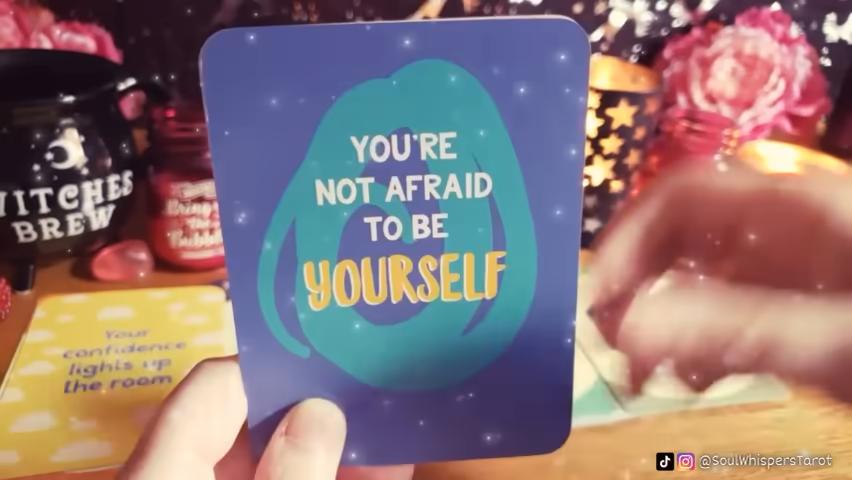 YOU'RE
NOT AFRAID
TO BE
YOURSELF
WITCHES
BREW
Your
confidence
lights up
the room
@SoulWhispersTarot